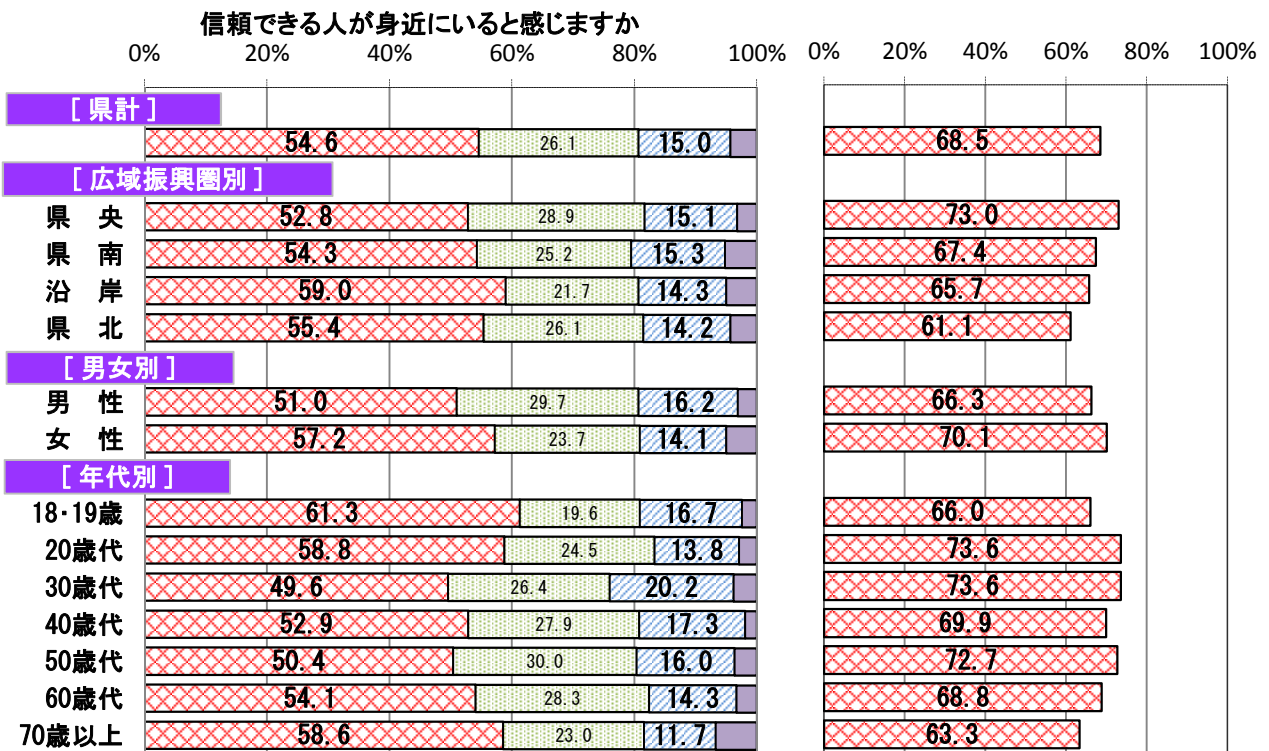 信頼できる人が身近にいると感じますか
0% 20% 40% 60% 80% 100% 0% 20% 40% 60% 80% 100%
[ 県計 ]
54.6 26.1 15.0 68.5
[ 広域振興圏別 ]
県 央 52.8 28.9 15.1 73.0
県 南 54.3 25.2 15.3 67.4
沿 岸 59.0 21.7 14.3 65.7
県 北 55.4 26.1 14.2 61.1
[ 男女別 ]
男 性 51.0 29.7 16.2 66.3
女 性 57.2 23.7 14.1 70.1
[ 年代別 ]
18・19歳 61.3 19.6 16.7 66.0
20歳代 58.8 24.5 13.8 73.6
30歳代 49.6 26.4 20.2 73.6
40歳代 52.9 27.9 17.3 69.9
50歳代 50.4 30.0 16.0 72.7
60歳代 54.1 28.3 14.3 68.8
70歳以上 58.6 23.0 11.7 63.3